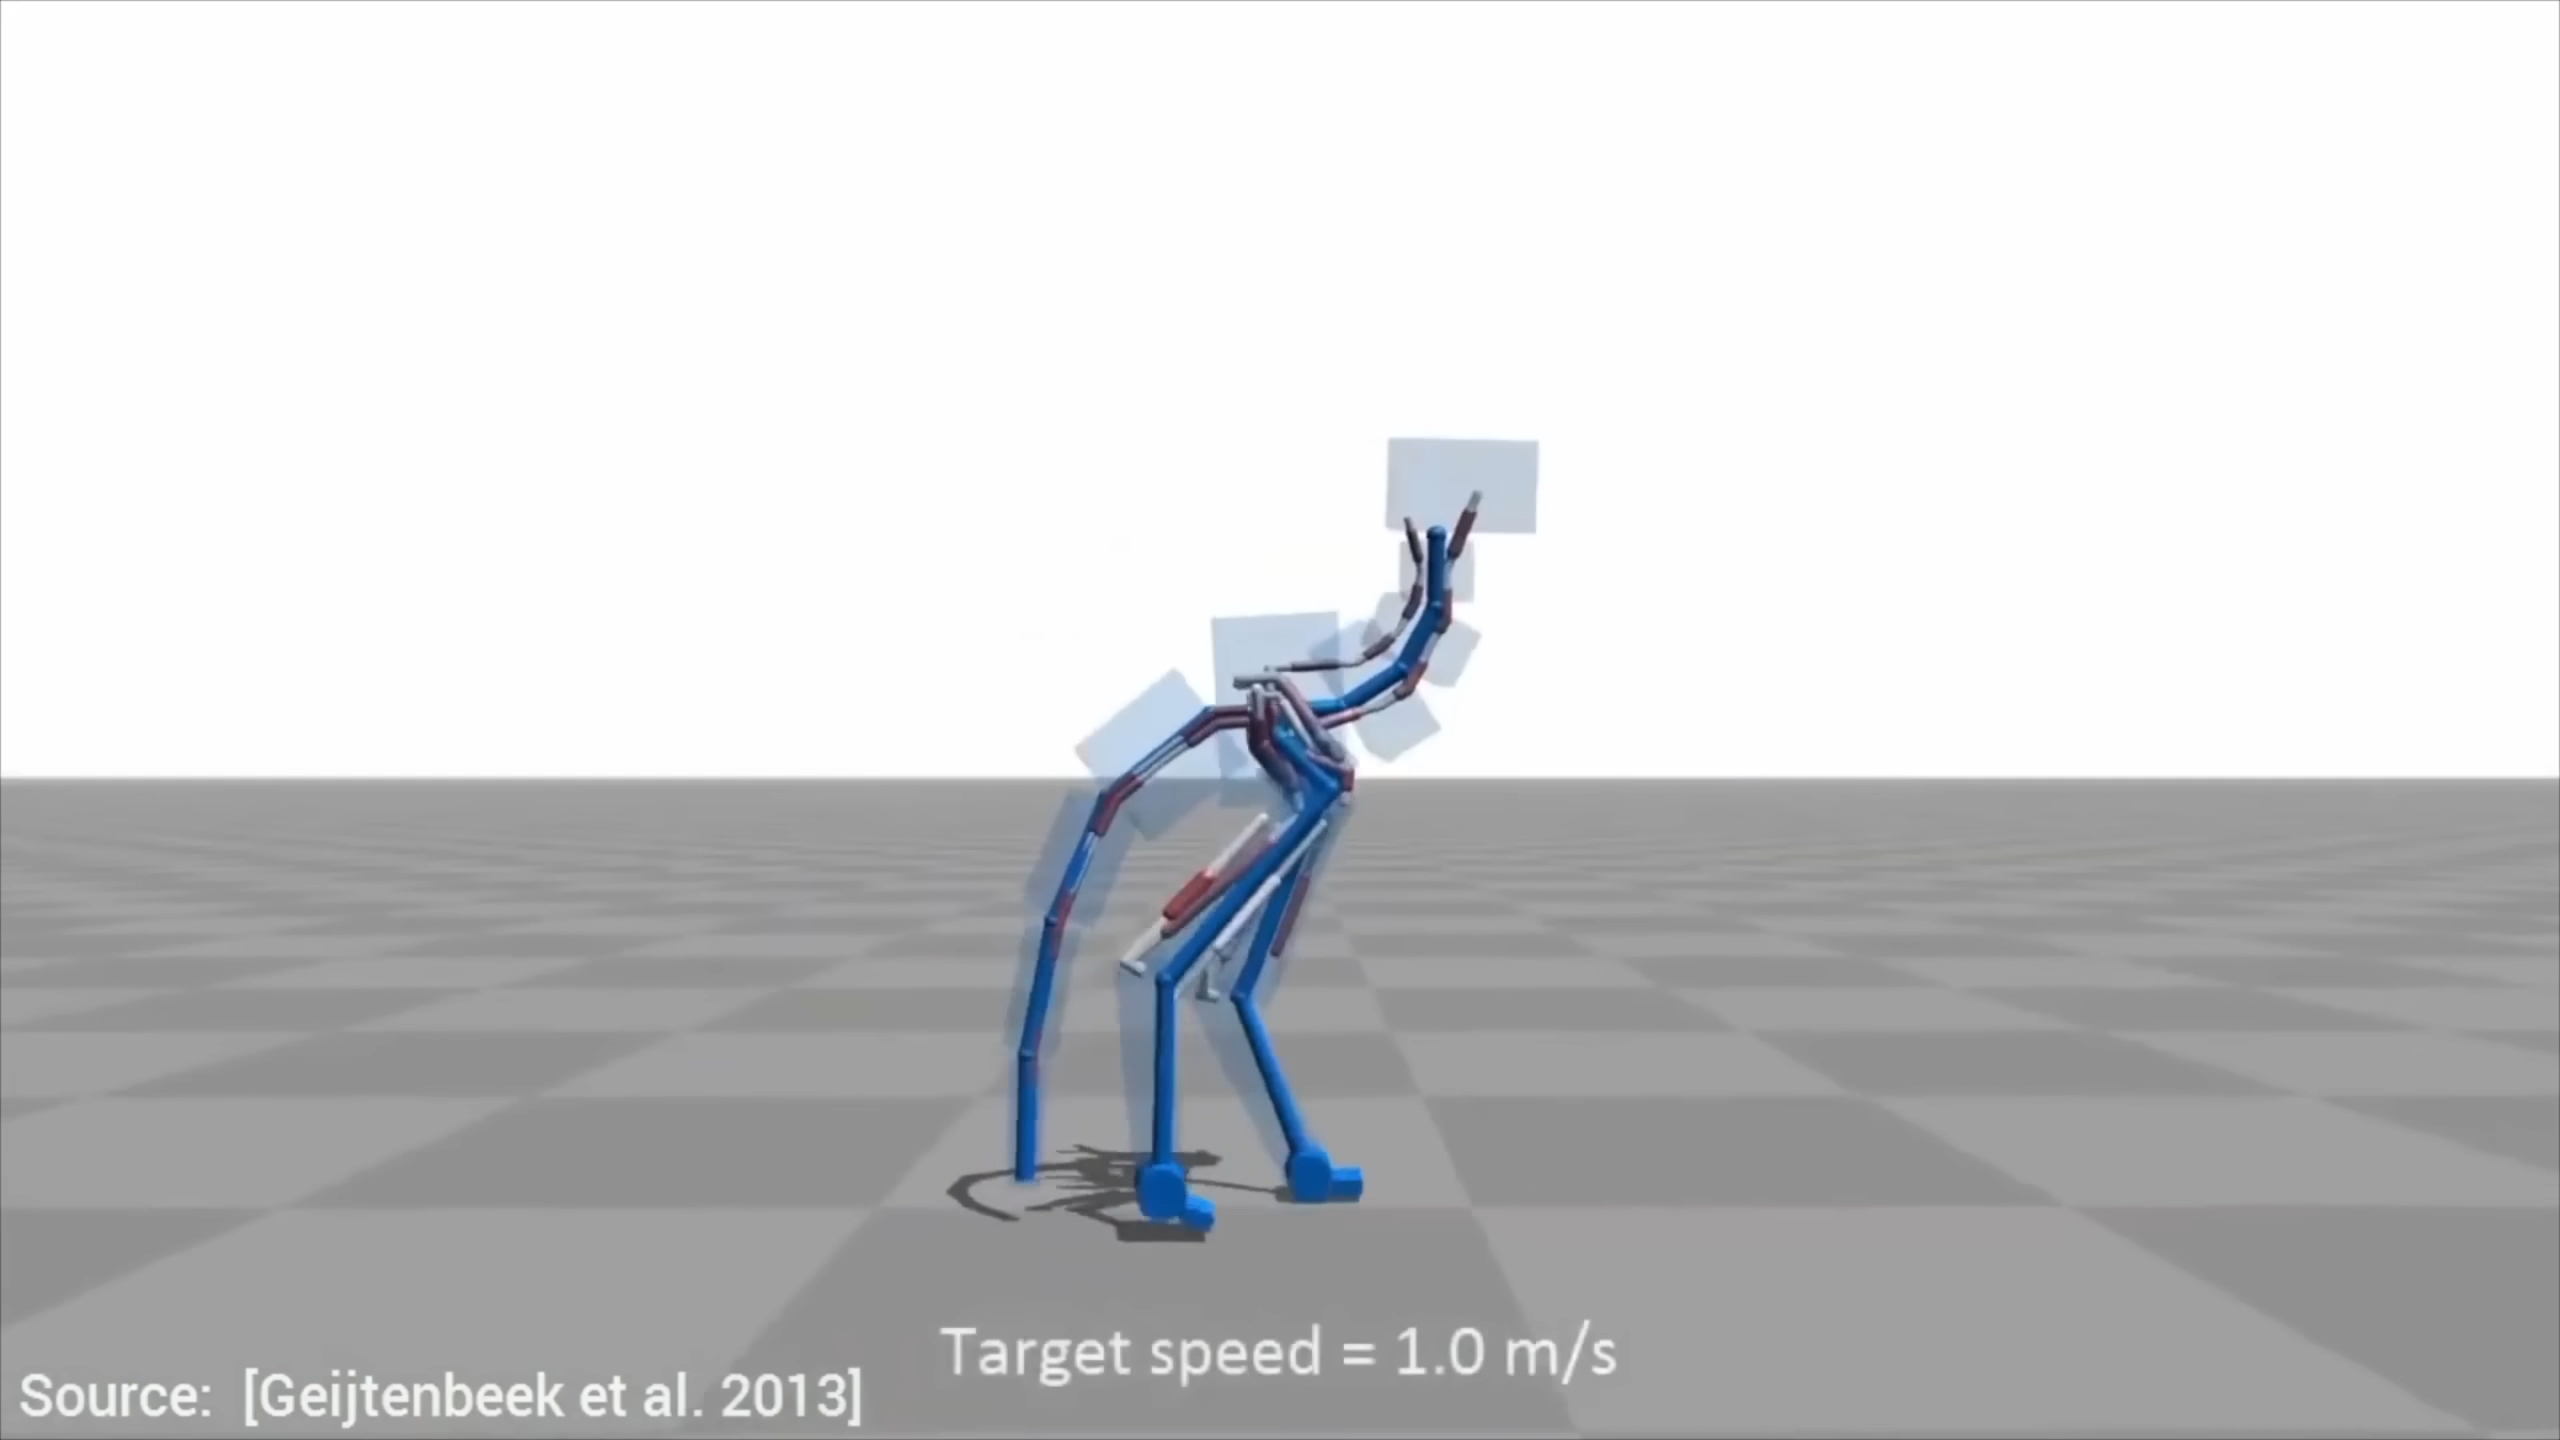 Target speed = 1.0 m/s
Source: [Geijtenbeek et al. 2013]